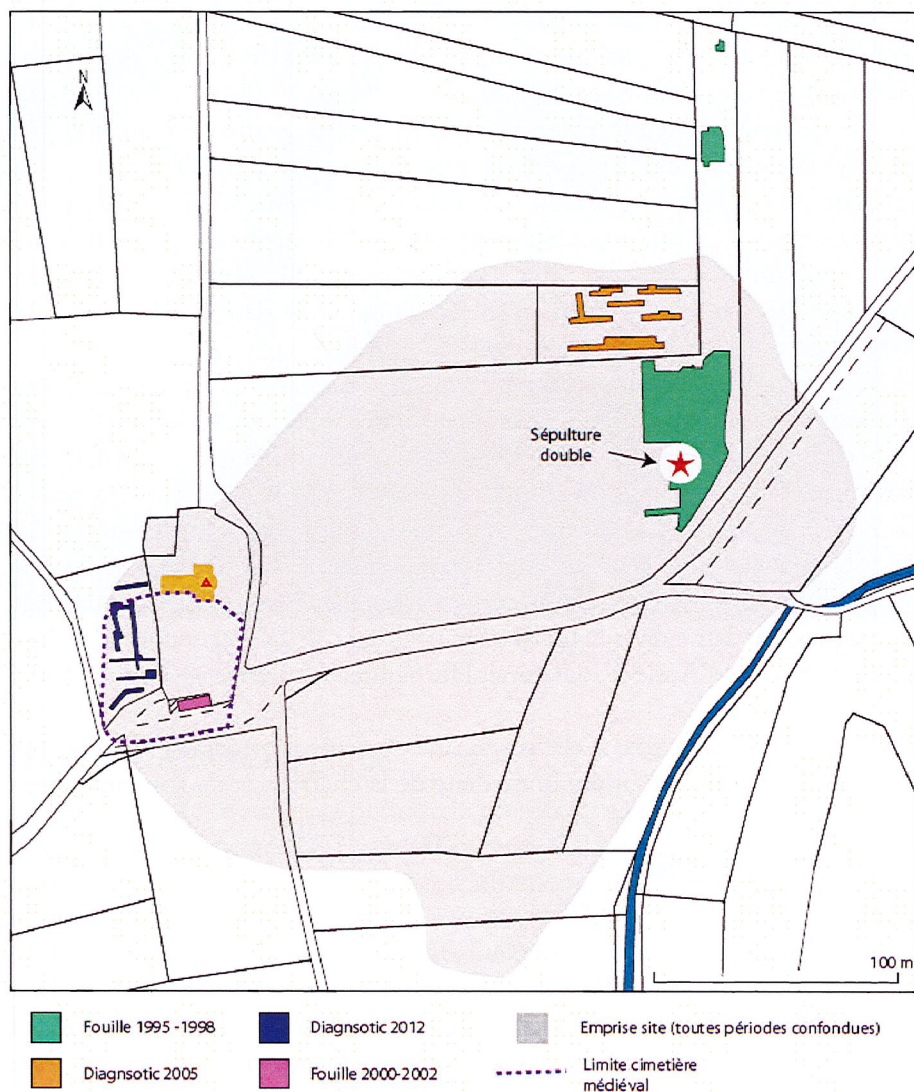 N
Sépulture
double
100 m
Fouille 1995 -1998
Diagnsotic 2012
Emprise site (toutes périodes confondues)
Diagnsotic 2005
Fouille 2000-2002
Limite cimetière
médiéval